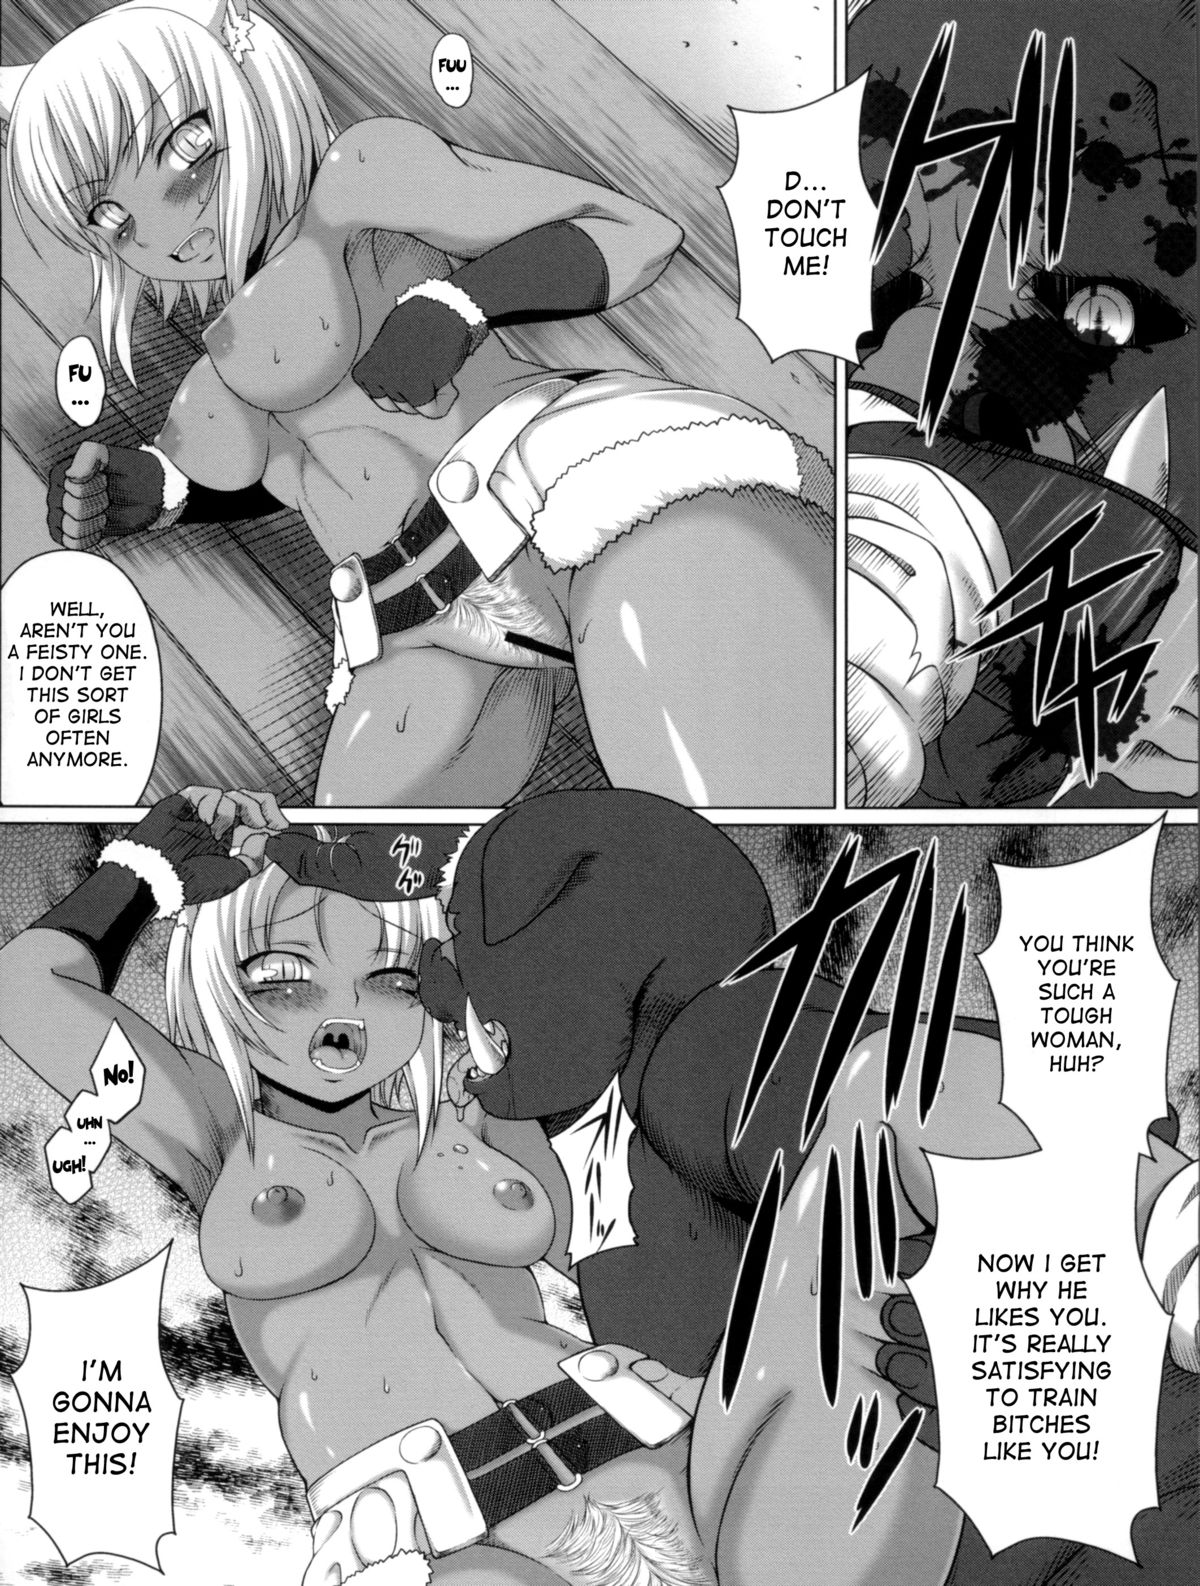 D...
DON'T
TOUCH
ME!
FUU
...
FU
...
WELL,
AREN'T YOU
A FEISTY ONE.
I DON'T GET
THIS SORT
OF GIRLS
OFTEN
ANYMORE.
YOU THINK
YOU'RE
SUCH A
TOUGH
WOMAN,
HUH?
NOW I GET
WHY HE
LIKES YOU.
IT'S REALLY
SATISFYING
TO TRAIN
BITCHES
LIKE YOU!
ググ
NO!
UHN
...
UGH!
I'M
GONNA
ENJOY
THIS!